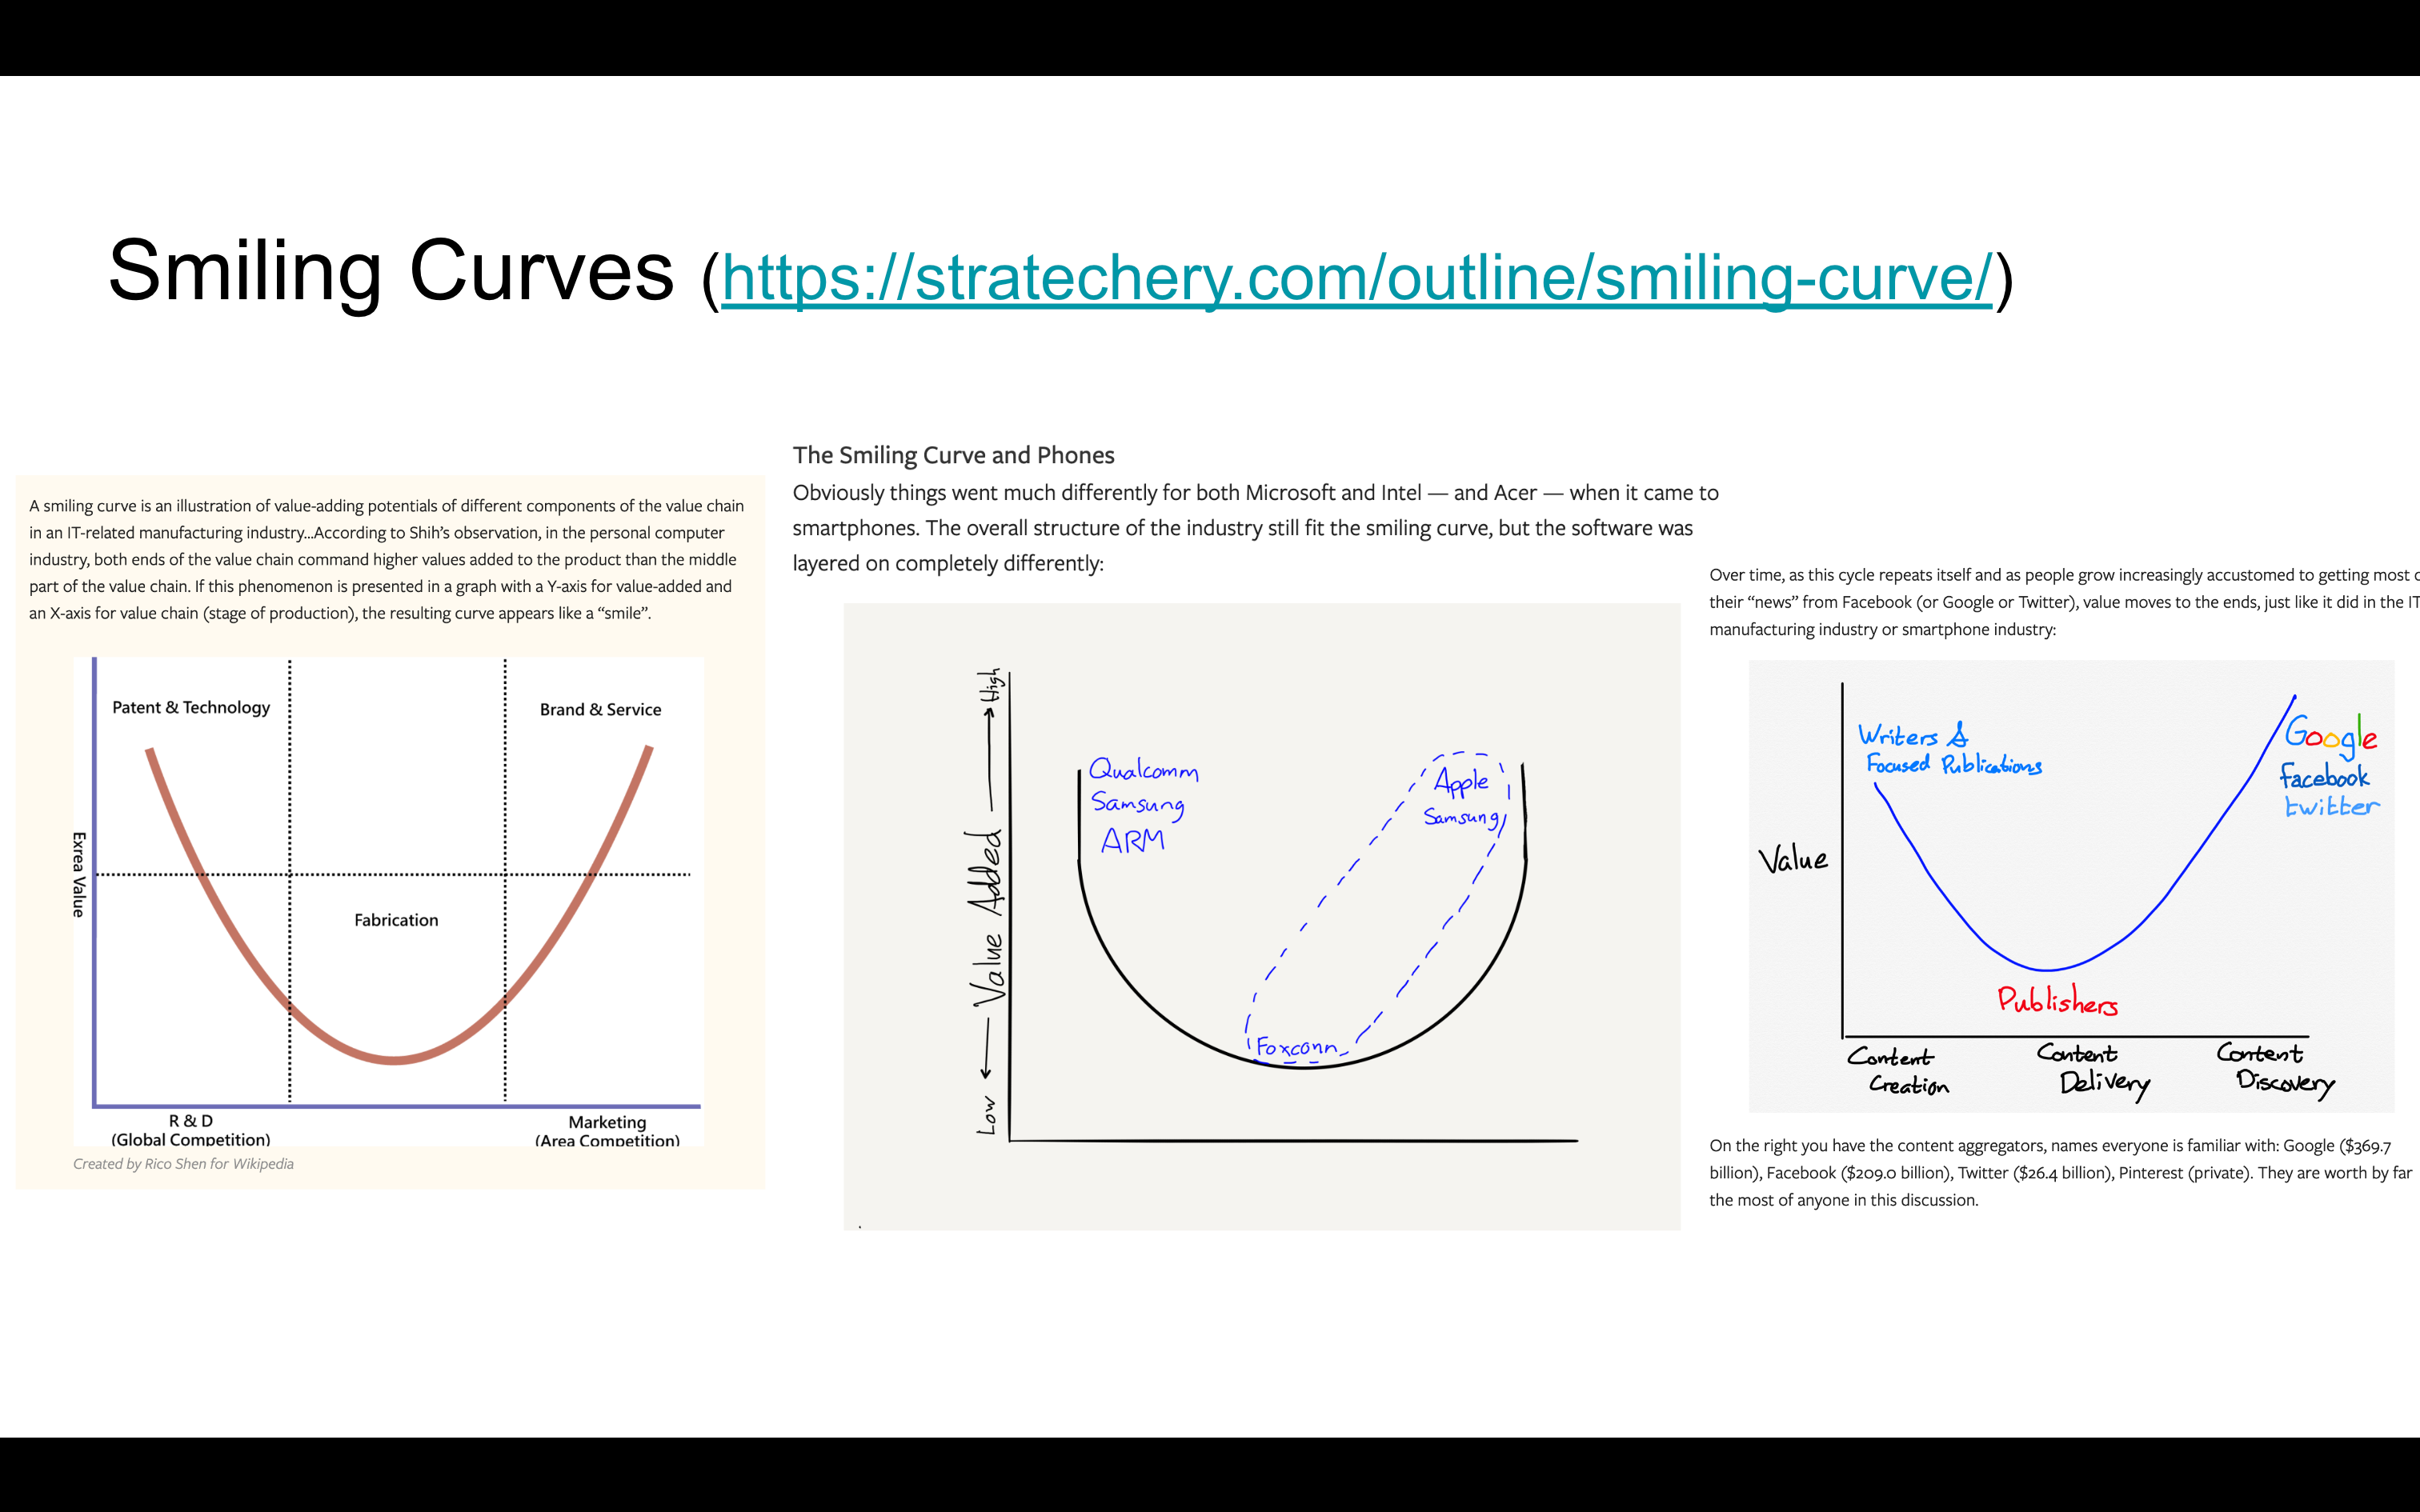 Smiling Curves (https://stratechery.com/outline/smiling-curve/)
A smiling curve is an illustration of value-adding potentials of different components of the value chain
in an IT-related manufacturing industry…According to Shih’s observation, in the personal computer
industry, both ends of the value chain command higher values added to the product than the middle
part of the value chain. If this phenomenon is presented in a graph with a Y-axis for value-added and
an X-axis for value chain (stage of production), the resulting curve appears like a “smile”.
Patent & Technology
Brand & Service
Exrea Value
Fabrication
R & D
(Global Competition)
Marketing
(Area Competition)
Created by Rico Shen for Wikipedia
The Smiling Curve and Phones
Obviously things went much differently for both Microsoft and Intel — and Acer — when it came to
smartphones. The overall structure of the industry still fit the smiling curve, but the software was
layered on completely differently:
High
Value Added
Low
Qualcomm
Samsung
ARM
Apple
Samsung
Foxconn
Over time, as this cycle repeats itself and as people grow increasingly accustomed to getting most
their “news” from Facebook (or Google or Twitter), value moves to the ends, just like it did in the IT
manufacturing industry or smartphone industry:
Writers &
Focused Publications
Google
facebook
twitter
Value
Publishers
Content
Creation
Content
Delivery
Content
Discovery
On the right you have the content aggregators, names everyone is familiar with: Google ($369.7
billion), Facebook ($209.0 billion), Twitter ($26.4 billion), Pinterest (private). They are worth by far
the most of anyone in this discussion.